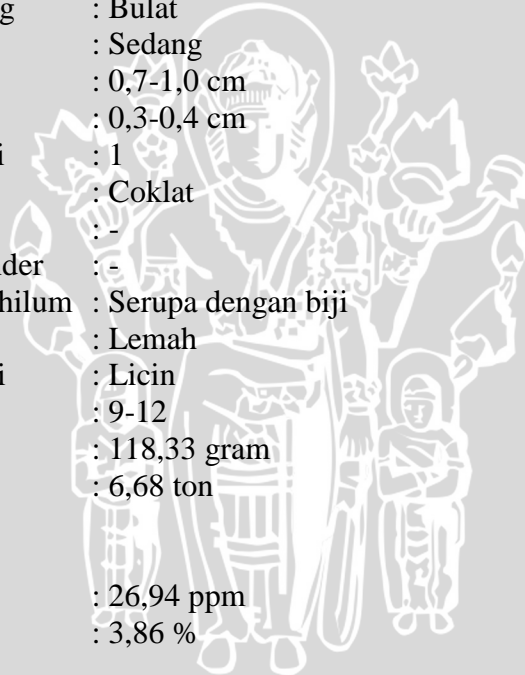 g : Bulat
: Sedang
: 0,7-1,0 cm
: 0,3-0,4 cm
i : 1
: Coklat
: -
der : -
hilum : Serupa dengan biji
: Lemah
i : Licin
: 9-12
: 118,33 gram
: 6,68 ton
: 26,94 ppm
: 3,86 %